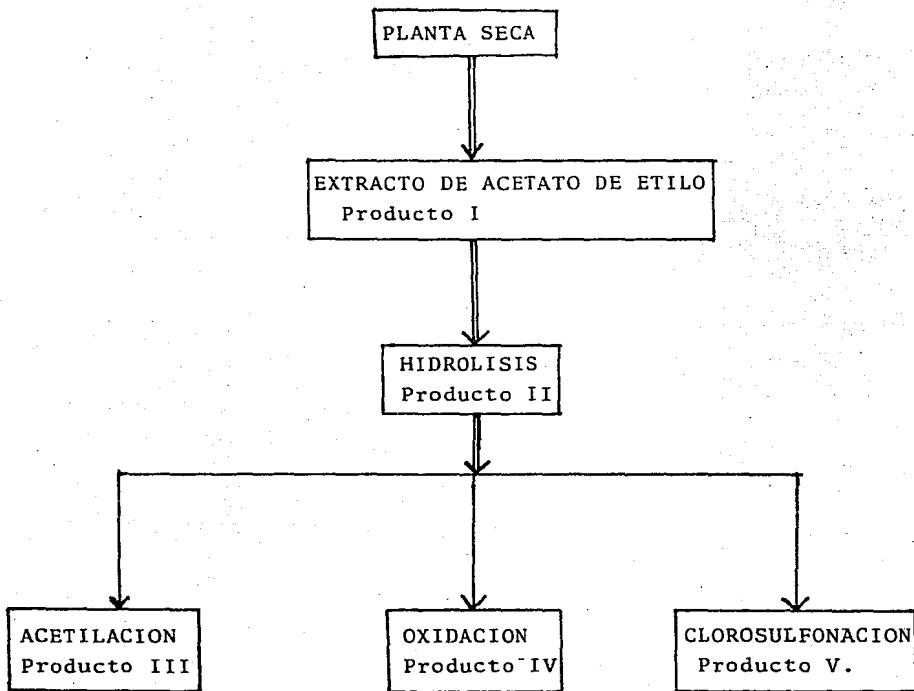 PLANTA SECA
EXTRACTO DE ACETATO DE ETILO
Producto I
HIDROLISIS
Producto II
ACETILACION
Producto III
OXIDACION
Producto IV
CLOROSULFONACION
Producto V.